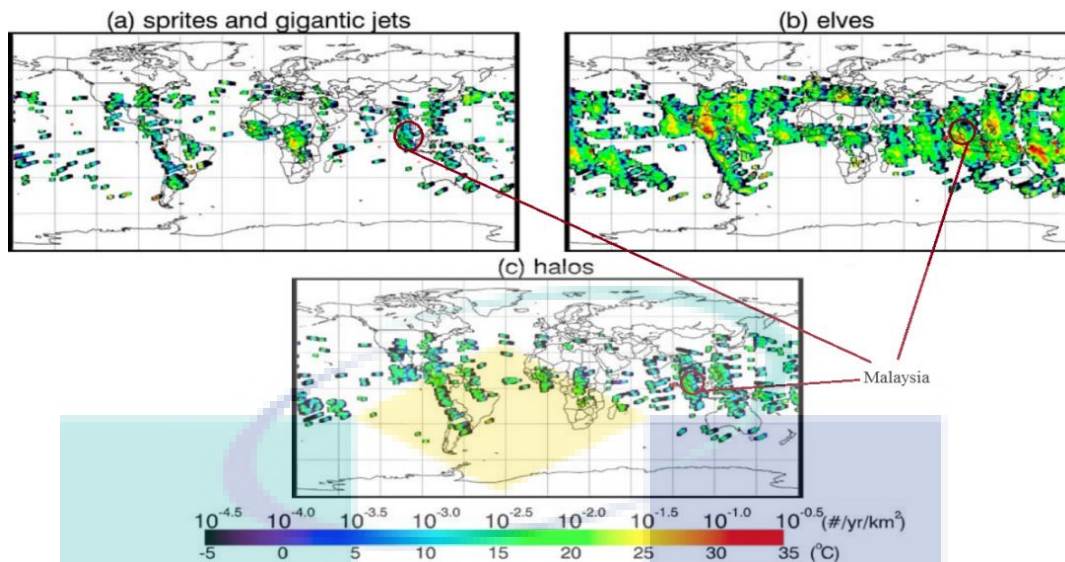 (a) sprites and gigantic jets
(b) elves
(c) halos
Malaysia
10^-4.5 10^-4.0 10^-3.5 10^-3.0 10^-2.5 10^-2.0 10^-1.5 10^-1.0 10^-0.5 (#/yr/km²)
-5 0 5 10 15 20 25 30 35 (°C)